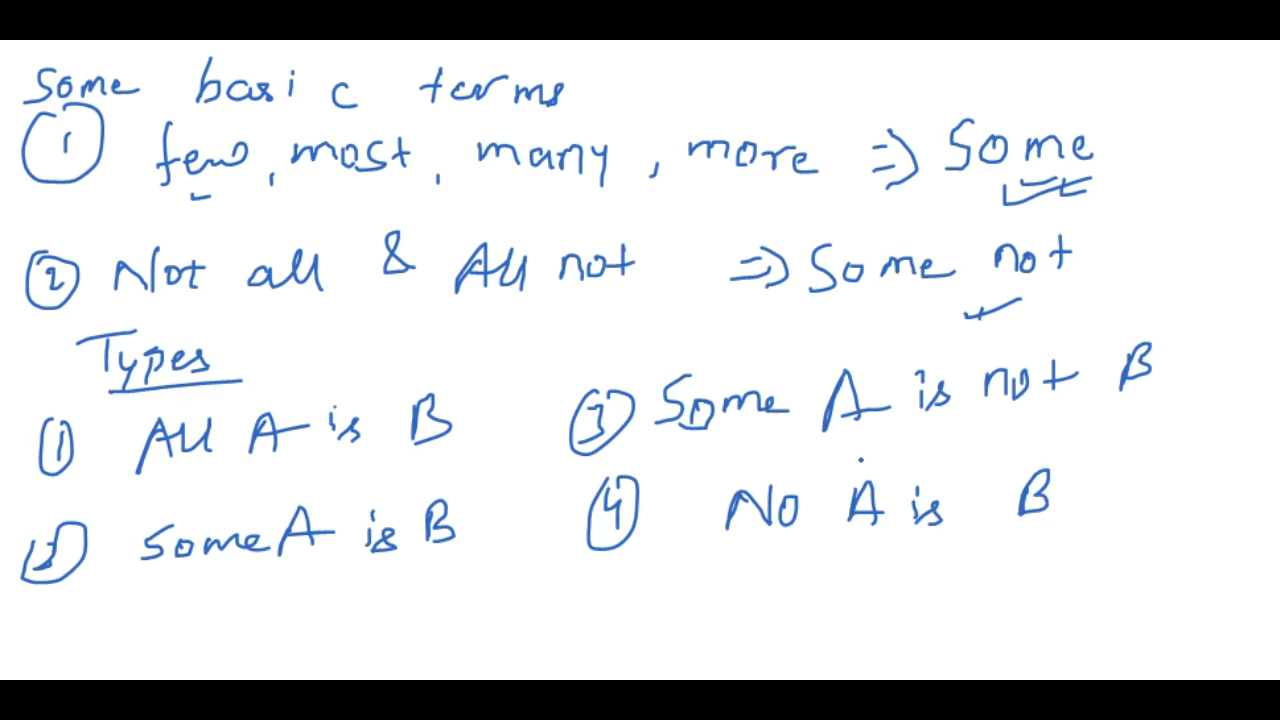 Some basic terms
① few, most, many, more ⇒ Some
② Not all & All not ⇒ Some not
Types
① All A is B
③ Some A is not B
② Some A is B
④ No A is B